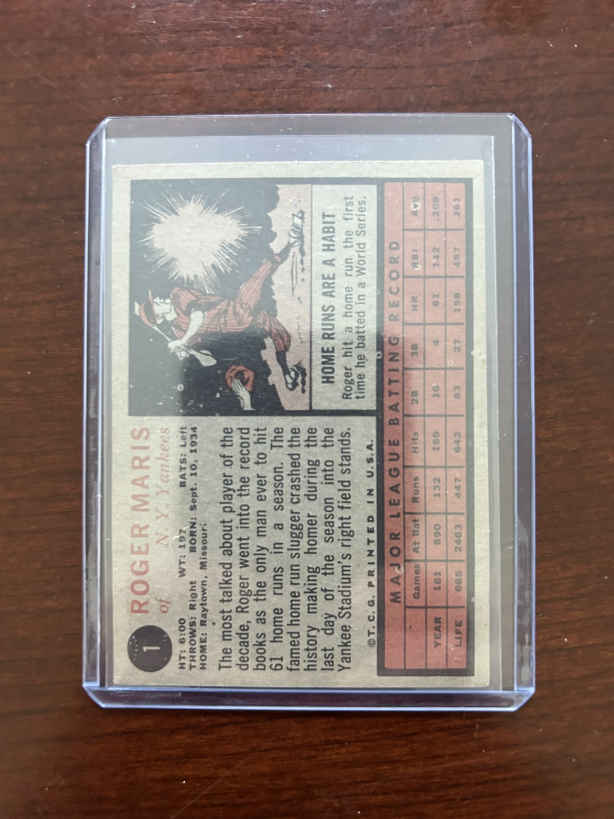 1
ROGER MARIS
of N. Y. Yankees
HT: 6:00 WT: 197 BATS: Left
THROWS: Right BORN: Sept. 10, 1934
HOME: Raytown, Missouri
The most talked about player of the
decade, Roger went into the record
books as the only man ever to hit
61 home runs in a season. The
famed home run slugger crashed the
history making homer during the
last day of the season into the
Yankee Stadium's right field stands.
©T.C.G. PRINTED IN U.S.A.
HOME RUNS ARE A HABIT
Roger hit a home run the first
time he batted in a World Series.
MAJOR LEAGUE BATTING RECORD
Games At Bat Runs Hits 2B 3B HR RBI Avg.
YEAR 161 590 132 159 16 4 61 142 .269
LIFE 685 2463 447 642 83 27 158 457 .261